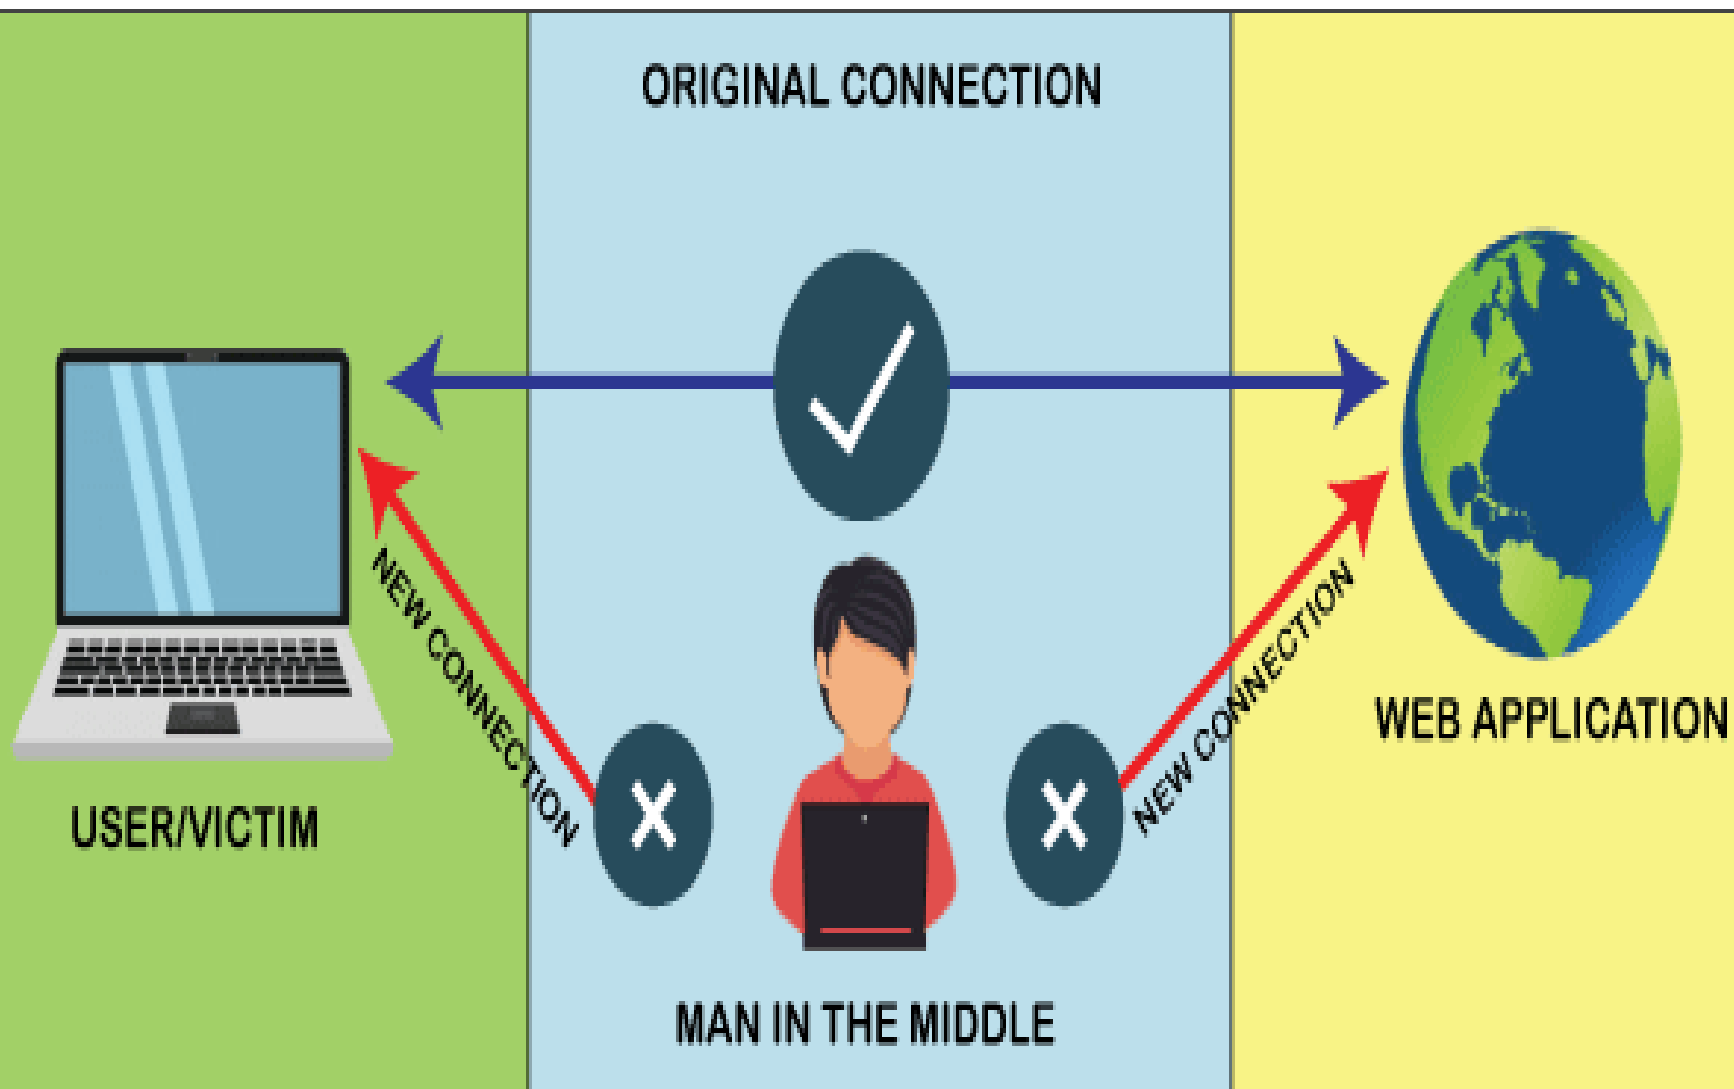 ORIGINAL CONNECTION
NEW CONNECTION
NEW CONNECTION
WEB APPLICATION
USER/VICTIM
MAN IN THE MIDDLE